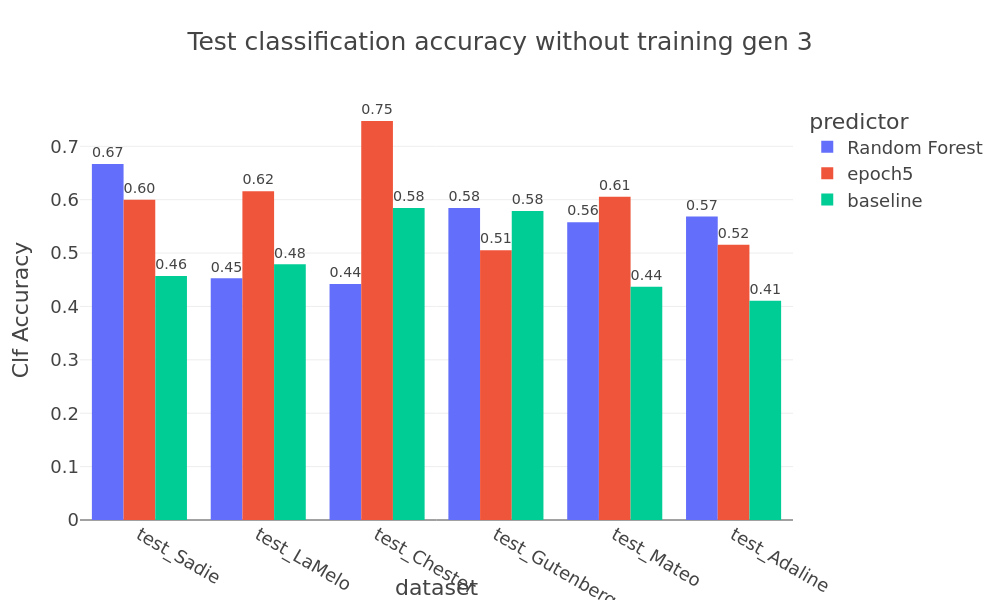 Test classification accuracy without training gen 3
predictor
Random Forest
epoch5
baseline
Clf Accuracy
0.7
0.6
0.5
0.4
0.3
0.2
0.1
0
0.67
0.60
0.46
0.45
0.62
0.48
0.44
0.75
0.58
0.58
0.51
0.58
0.56
0.61
0.44
0.57
0.52
0.41
test_Sadie
test_LaMelo
test_Chester
test_Gutenberg
test_Mateo
test_Adaline
dataset